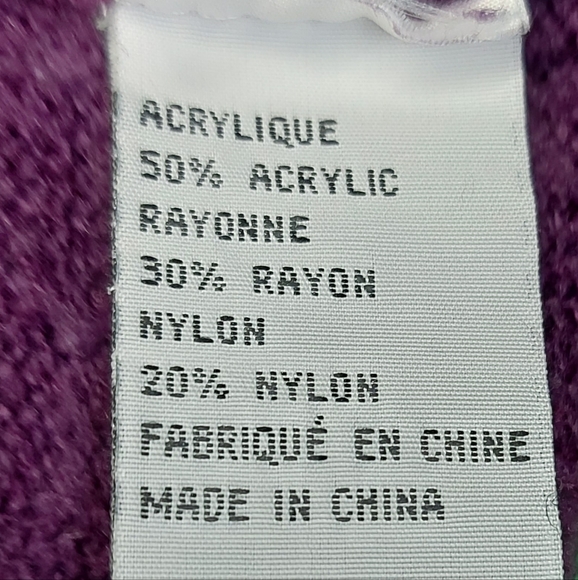 ACRYLIQUE
50% ACRYLIC
RAYONNE
30% RAYON
NYLON
20% NYLON
FABRIQUÉ EN CHINE
MADE IN CHINA